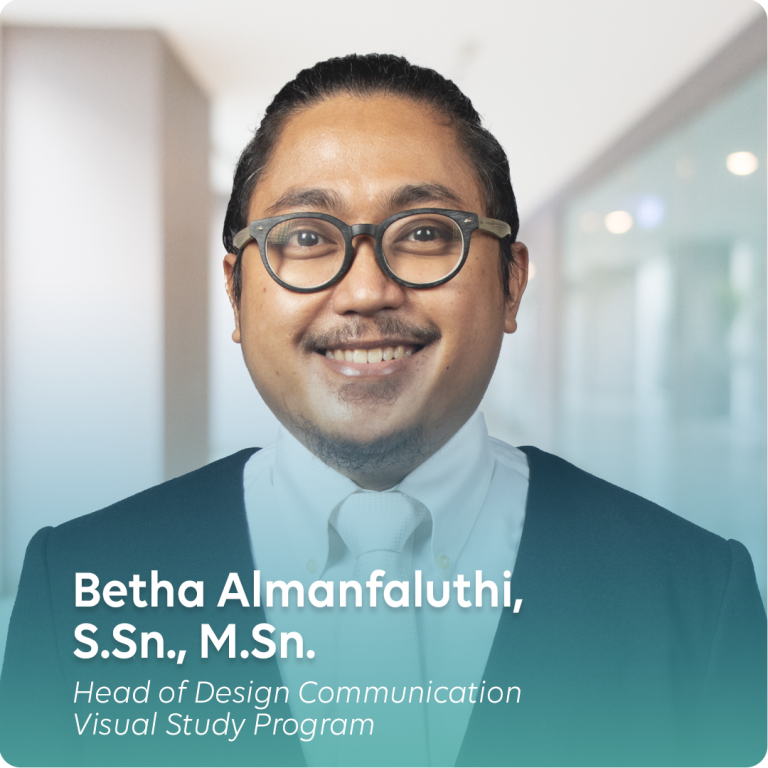 Betha Almanfaluthi,
S.Sn., M.Sn.
Head of Design Communication
Visual Study Program